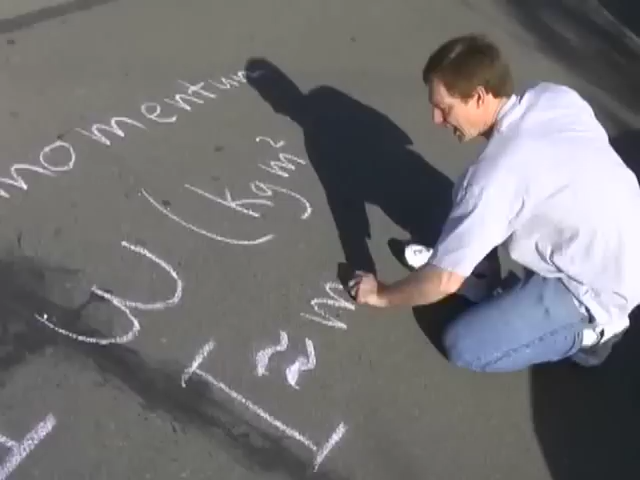 momentum
ω (kgm²
I ≈ m